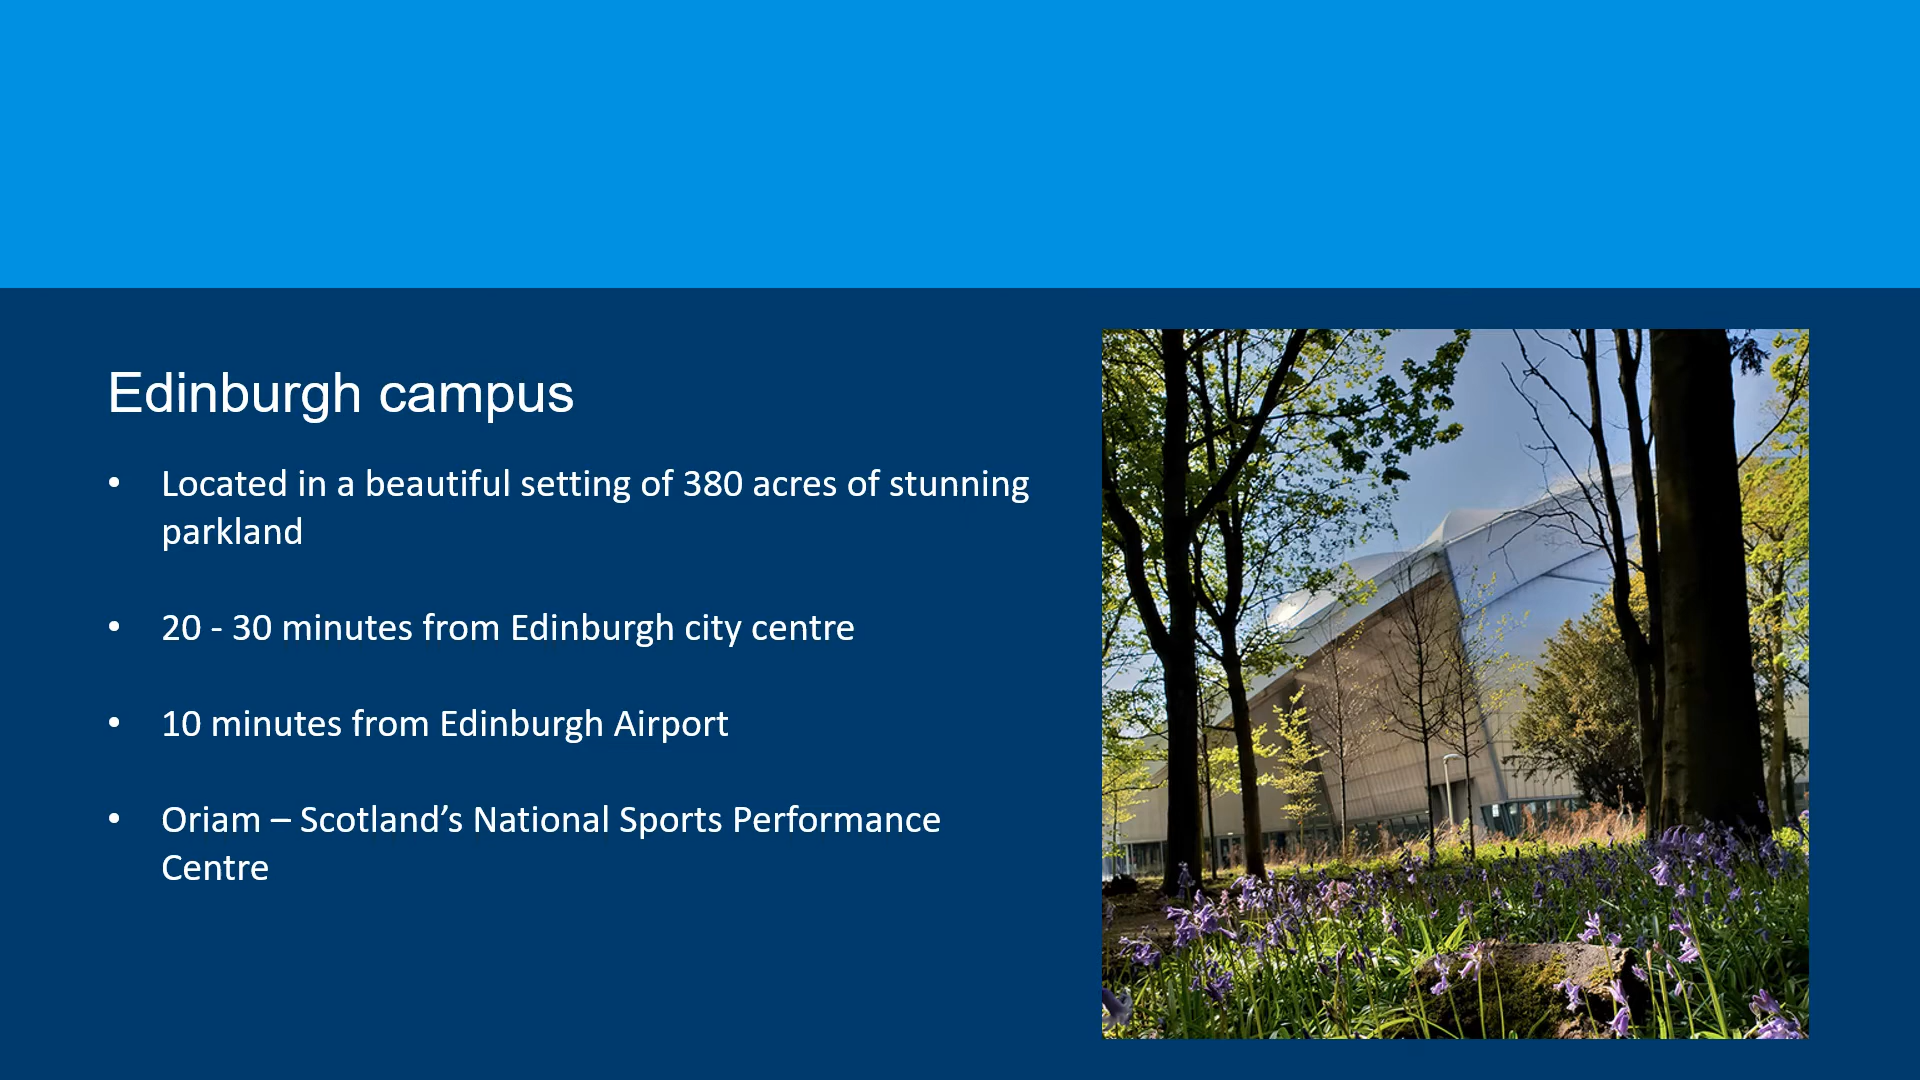 Edinburgh campus
• Located in a beautiful setting of 380 acres of stunning
parkland
• 20 - 30 minutes from Edinburgh city centre
• 10 minutes from Edinburgh Airport
• Oriam – Scotland’s National Sports Performance
Centre